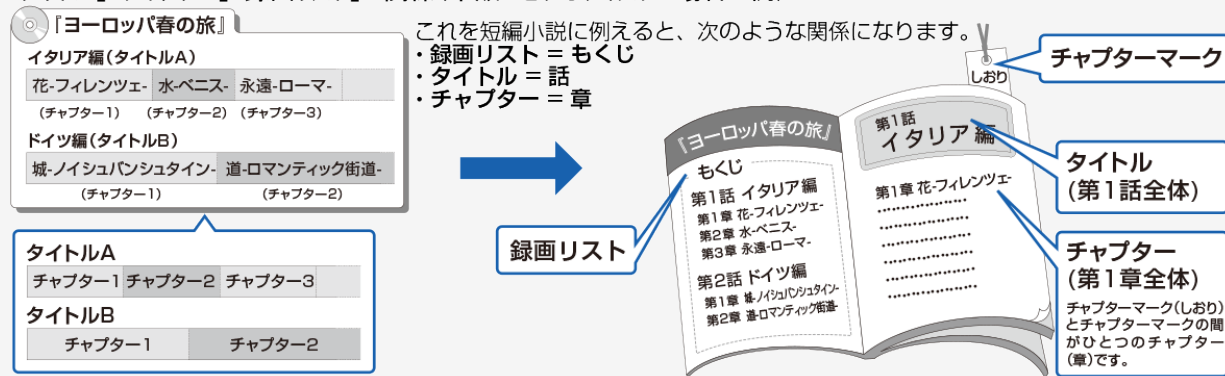 『ヨーロッパ春の旅』
イタリア編(タイトルA)
花-フィレンツェ- 水-ベニス- 永遠-ローマ-
(チャプター1) (チャプター2) (チャプター3)
ドイツ編(タイトルB)
城-ノイシュバンシュタイン- 道-ロマンティック街道-
(チャプター1) (チャプター2)
タイトルA
チャプター1 チャプター2 チャプター3
タイトルB
チャプター1 チャプター2
これを短編小説に例えると、次のような関係になります。
・録画リスト = もくじ
・タイトル = 話
・チャプター = 章
録画リスト
『ヨーロッパ春の旅』
もくじ
第1話 イタリア編
第1章 花-フィレンツェ-
第2章 水-ベニス-
第3章 永遠-ローマ-
第2話 ドイツ編
第1章 城-ノイシュバンシュタイン-
第2章 道-ロマンティック街道-
しおり
第1話
イタリア編
第1章 花-フィレンツェ-
チャプターマーク
タイトル
(第1話全体)
チャプター
(第1章全体)
チャプターマーク(しおり)
とチャプターマークの間
がひとつのチャプター
(章)です。